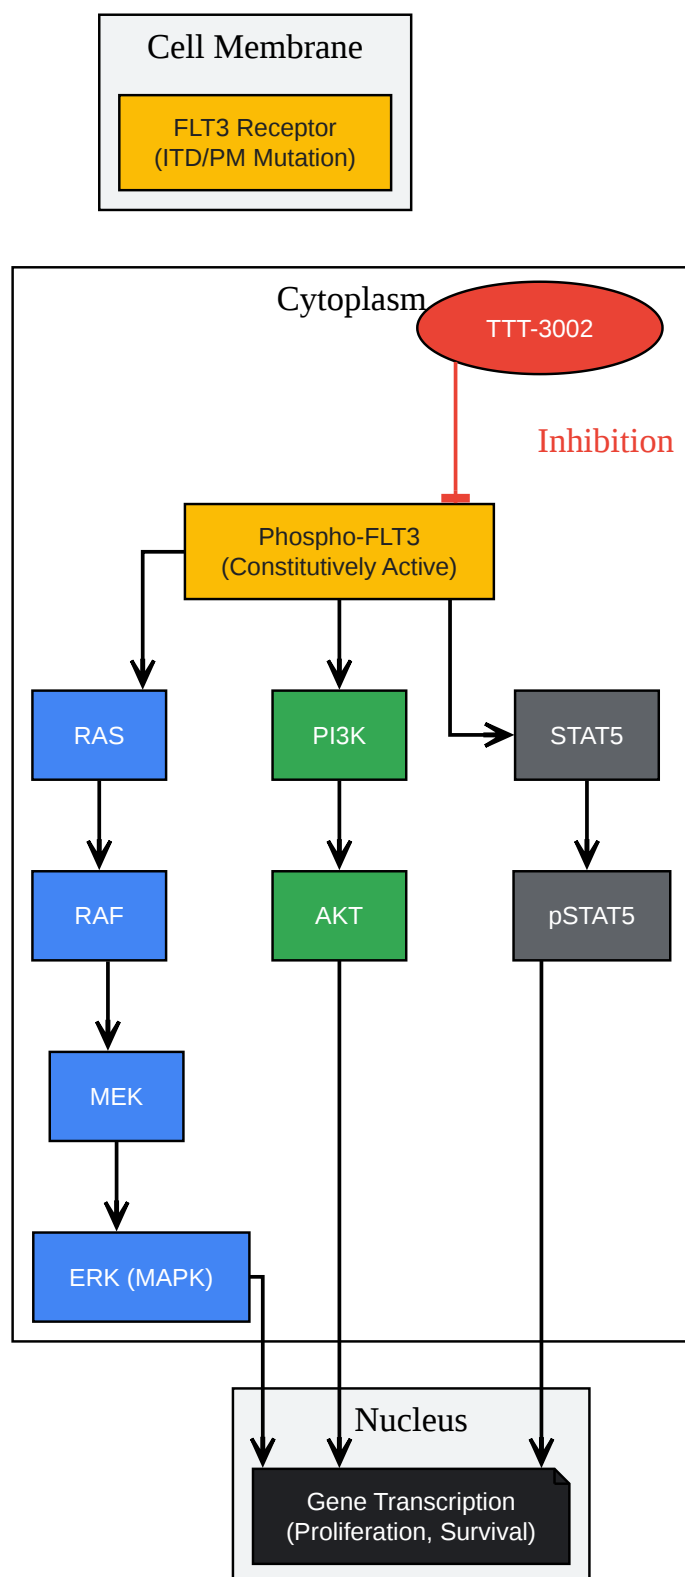 Cell Membrane
FLT3 Receptor
(ITD/PM Mutation)
Cytoplasm
TTT-3002
Inhibition
Phospho-FLT3
(Constitutively Active)
RAS
PI3K
STAT5
RAF
AKT
pSTAT5
MEK
ERK (MAPK)
Nucleus
Gene Transcription
(Proliferation, Survival)